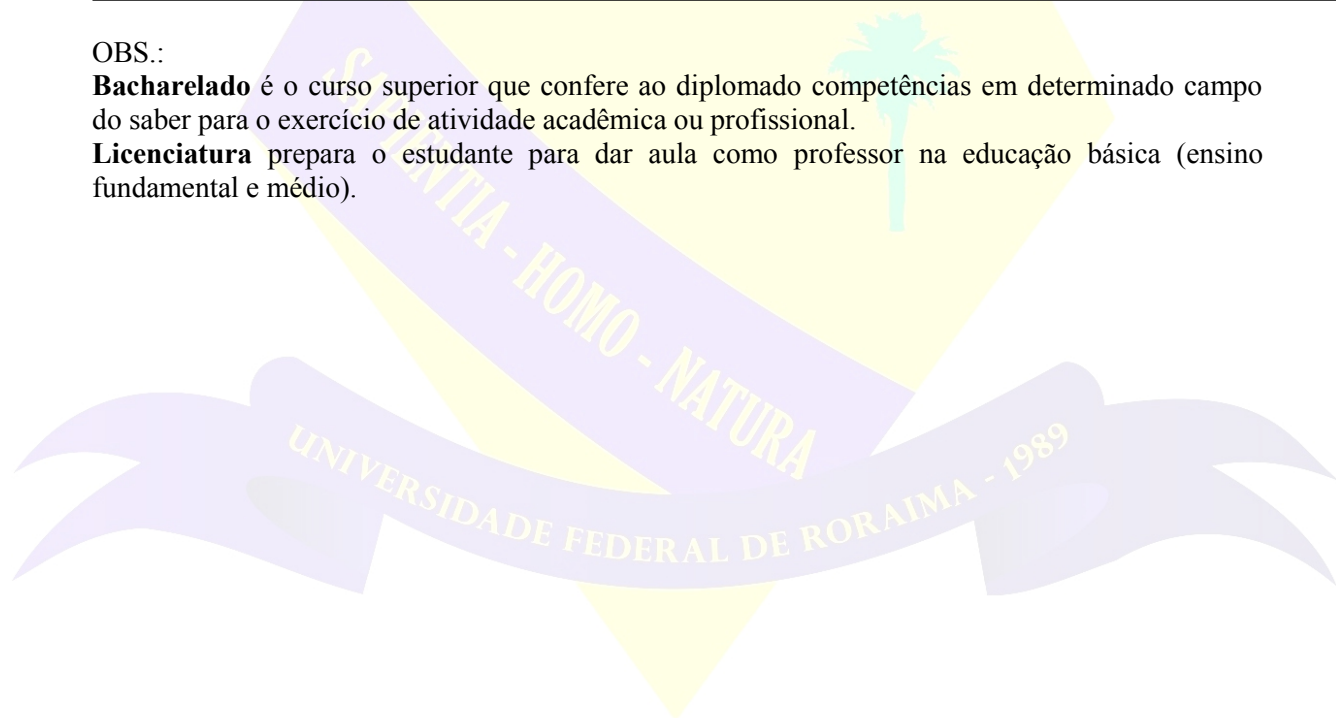 OBS.:
Bacharelado é o curso superior que confere ao diplomado competências em determinado campo
do saber para o exercício de atividade acadêmica ou profissional.
Licenciatura prepara o estudante para dar aula como professor na educação básica (ensino
fundamental e médio).
SAPIENTIA - HOMO - NATURA
UNIVERSIDADE FEDERAL DE RORAIMA - 1989